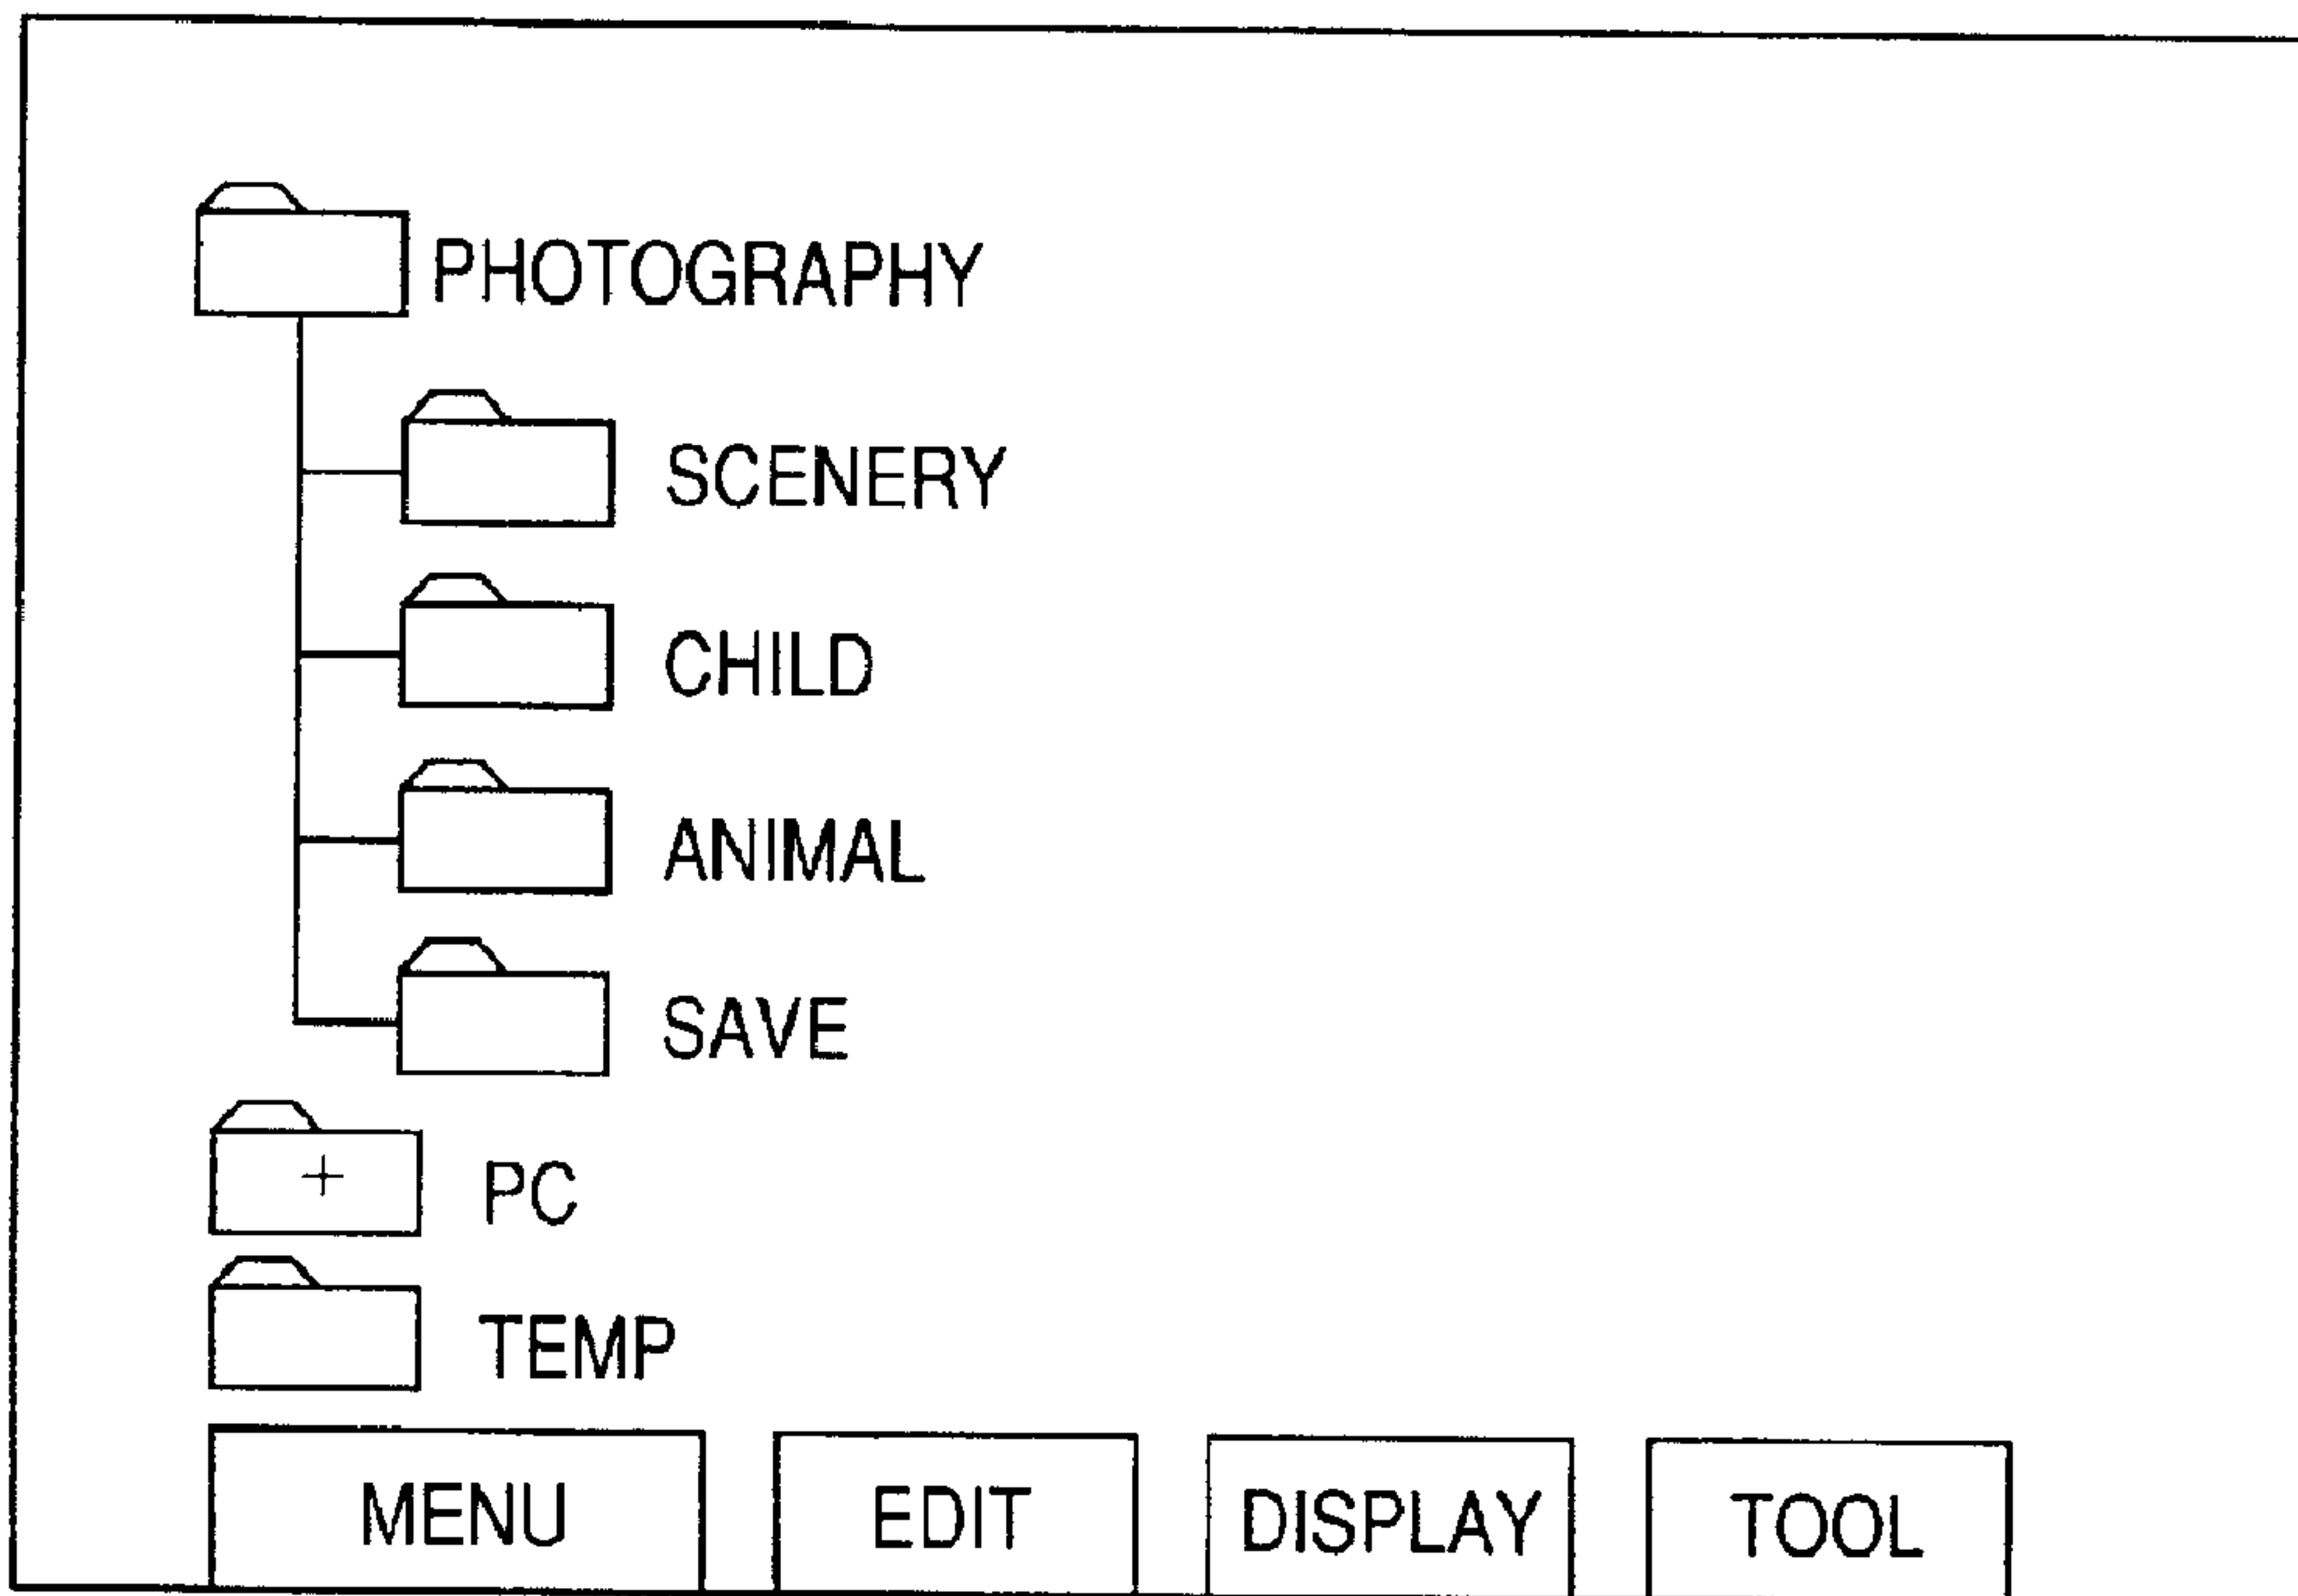 PHOTOGRAPHY
SCENERY
CHILD
ANIMAL
SAVE
+ PC
TEMP
MENU EDIT DISPLAY TOOL